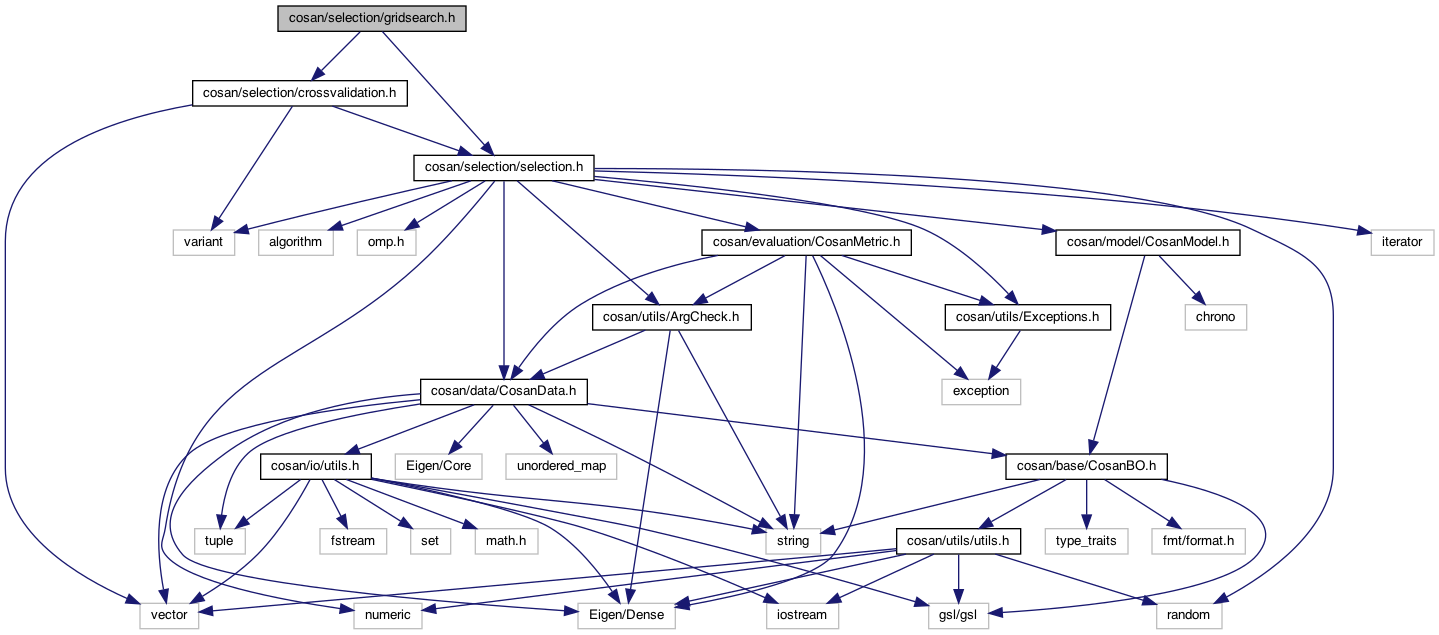 cosan/selection/gridsearch.h
cosan/selection/crossvalidation.h
cosan/selection/selection.h
variant
algorithm
omp.h
cosan/evaluation/CosanMetric.h
cosan/model/CosanModel.h
iterator
cosan/utils/ArgCheck.h
cosan/utils/Exceptions.h
chrono
cosan/data/CosanData.h
exception
cosan/io/utils.h
Eigen/Core
unordered_map
cosan/base/CosanBO.h
tuple
fstream
set
math.h
string
cosan/utils/utils.h
type_traits
fmt/format.h
vector
numeric
Eigen/Dense
iostream
gsl/gsl
random